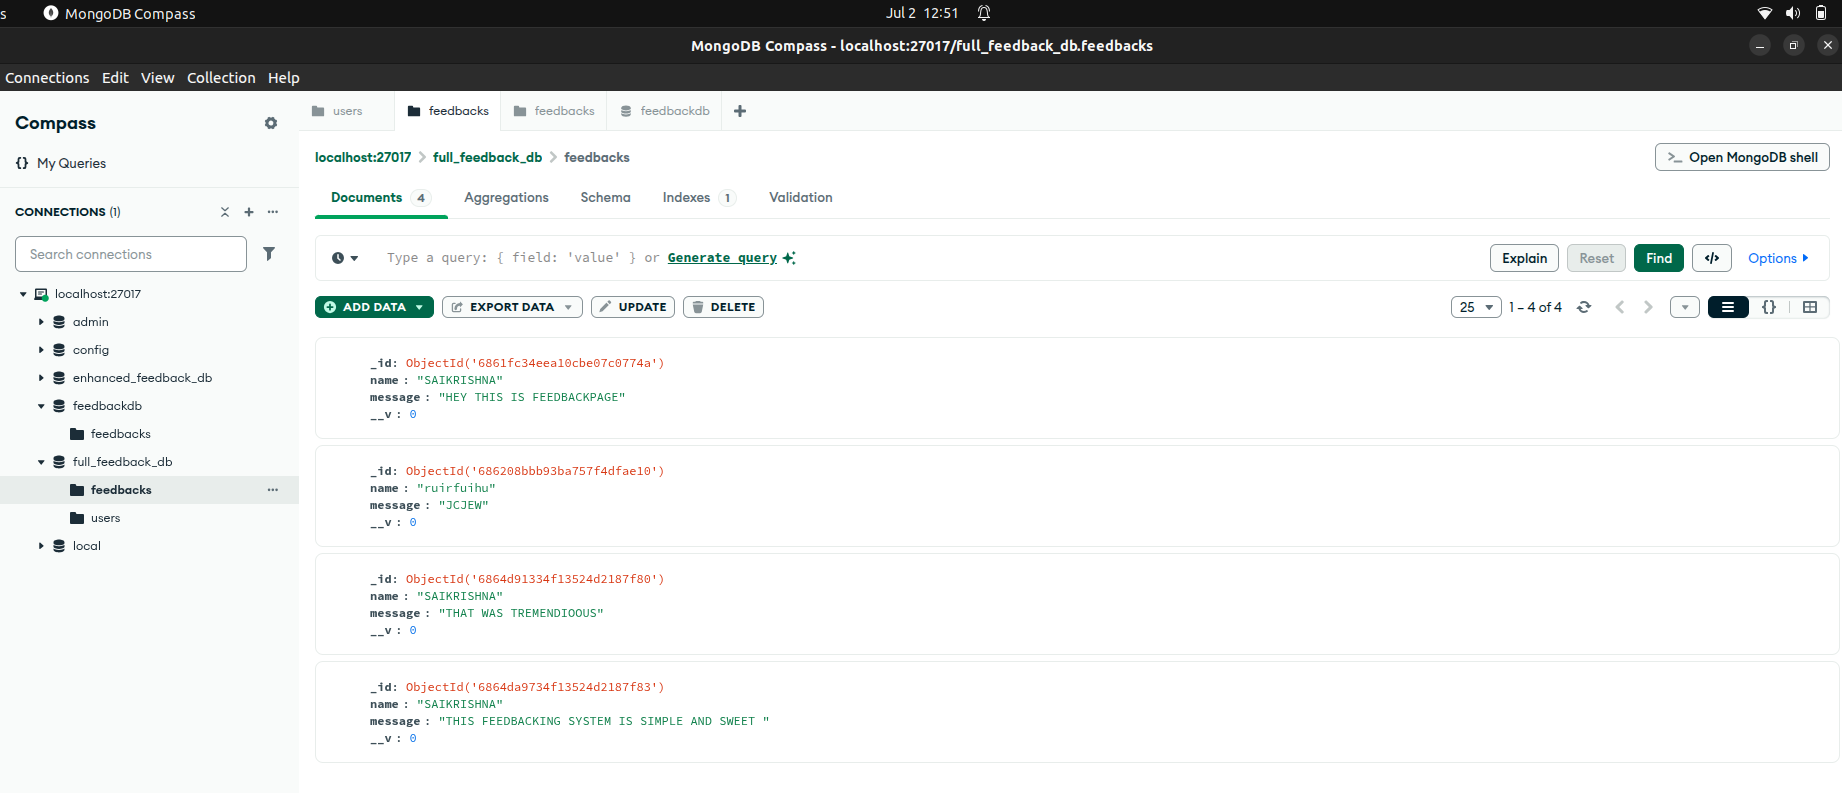 s MongoDB Compass Jul 2 12:51
MongoDB Compass - localhost:27017/full_feedback_db.feedbacks
Connections Edit View Collection Help
Compass
{} My Queries
CONNECTIONS (1)
Search connections
localhost:27017
admin
config
enhanced_feedback_db
feedbackdb
feedbacks
full_feedback_db
feedbacks
users
local
users feedbacks feedbacks feedbackdb
localhost:27017 > full_feedback_db > feedbacks
>_ Open MongoDB shell
Documents 4 Aggregations Schema Indexes 1 Validation
Type a query: { field: 'value' } or Generate query
Explain Reset Find </> Options
ADD DATA EXPORT DATA UPDATE DELETE
25 1 – 4 of 4 {}
_id: ObjectId('6861fc34eea10cbe07c0774a')
name : "SAIKRISHNA"
message : "HEY THIS IS FEEDBACKPAGE"
__v : 0
_id: ObjectId('686208bbb93ba757f4dfae10')
name : "ruirfuihu"
message : "JCJEW"
__v : 0
_id: ObjectId('6864d91334f13524d2187f80')
name : "SAIKRISHNA"
message : "THAT WAS TREMENDIOOUS"
__v : 0
_id: ObjectId('6864da9734f13524d2187f83')
name : "SAIKRISHNA"
message : "THIS FEEDBACKING SYSTEM IS SIMPLE AND SWEET "
__v : 0